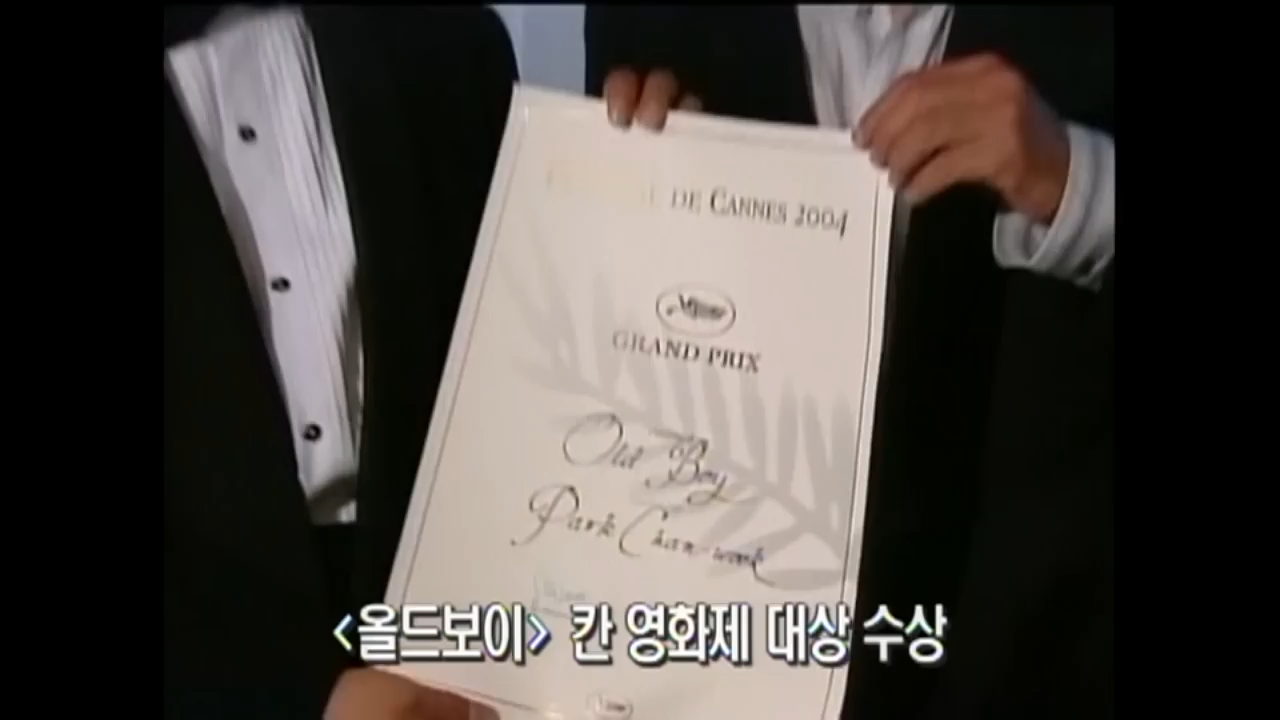 DE CANNES 2004
GRAND PRIX
Old Boy
Park Chan-wook
<올드보이> 칸 영화제 대상 수상